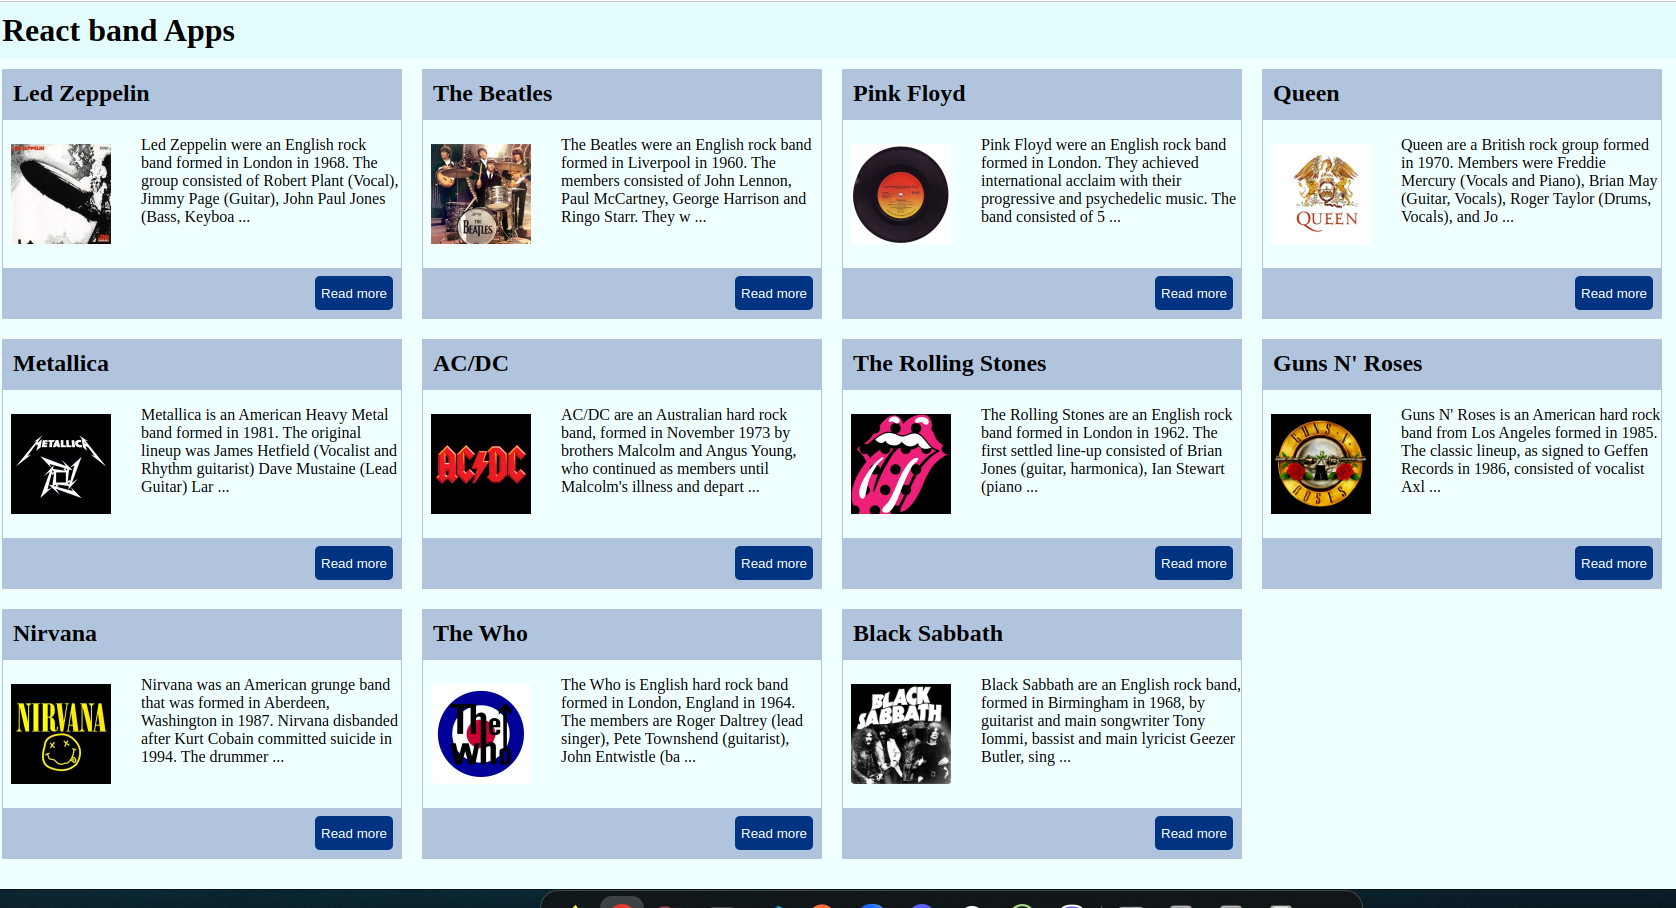 React band Apps
Led Zeppelin
Led Zeppelin were an English rock
band formed in London in 1968. The
group consisted of Robert Plant (Vocal),
Jimmy Page (Guitar), John Paul Jones
(Bass, Keyboa ...
Read more
The Beatles
THE
BEATLES
The Beatles were an English rock band
formed in Liverpool in 1960. The
members consisted of John Lennon,
Paul McCartney, George Harrison and
Ringo Starr. They w ...
Read more
Pink Floyd
Pink Floyd were an English rock band
formed in London. They achieved
international acclaim with their
progressive and psychedelic music. The
band consisted of 5 ...
Read more
Queen
QUEEN
Queen are a British rock group formed
in 1970. Members were Freddie
Mercury (Vocals and Piano), Brian May
(Guitar, Vocals), Roger Taylor (Drums,
Vocals), and Jo ...
Read more
Metallica
METALLICA
Metallica is an American Heavy Metal
band formed in 1981. The original
lineup was James Hetfield (Vocalist and
Rhythm guitarist) Dave Mustaine (Lead
Guitar) Lar ...
Read more
AC/DC
AC DC
AC/DC are an Australian hard rock
band, formed in November 1973 by
brothers Malcolm and Angus Young,
who continued as members until
Malcolm's illness and depart ...
Read more
The Rolling Stones
The Rolling Stones are an English rock
band formed in London in 1962. The
first settled line-up consisted of Brian
Jones (guitar, harmonica), Ian Stewart
(piano ...
Read more
Guns N' Roses
GUNS N'
ROSES
Guns N' Roses is an American hard rock
band from Los Angeles formed in 1985.
The classic lineup, as signed to Geffen
Records in 1986, consisted of vocalist
Axl ...
Read more
Nirvana
NIRVANA
Nirvana was an American grunge band
that was formed in Aberdeen,
Washington in 1987. Nirvana disbanded
after Kurt Cobain committed suicide in
1994. The drummer ...
Read more
The Who
The
Who
The Who is English hard rock band
formed in London, England in 1964.
The members are Roger Daltrey (lead
singer), Pete Townshend (guitarist),
John Entwistle (ba ...
Read more
Black Sabbath
BLACK
SABBATH
Black Sabbath are an English rock band,
formed in Birmingham in 1968, by
guitarist and main songwriter Tony
Iommi, bassist and main lyricist Geezer
Butler, sing ...
Read more